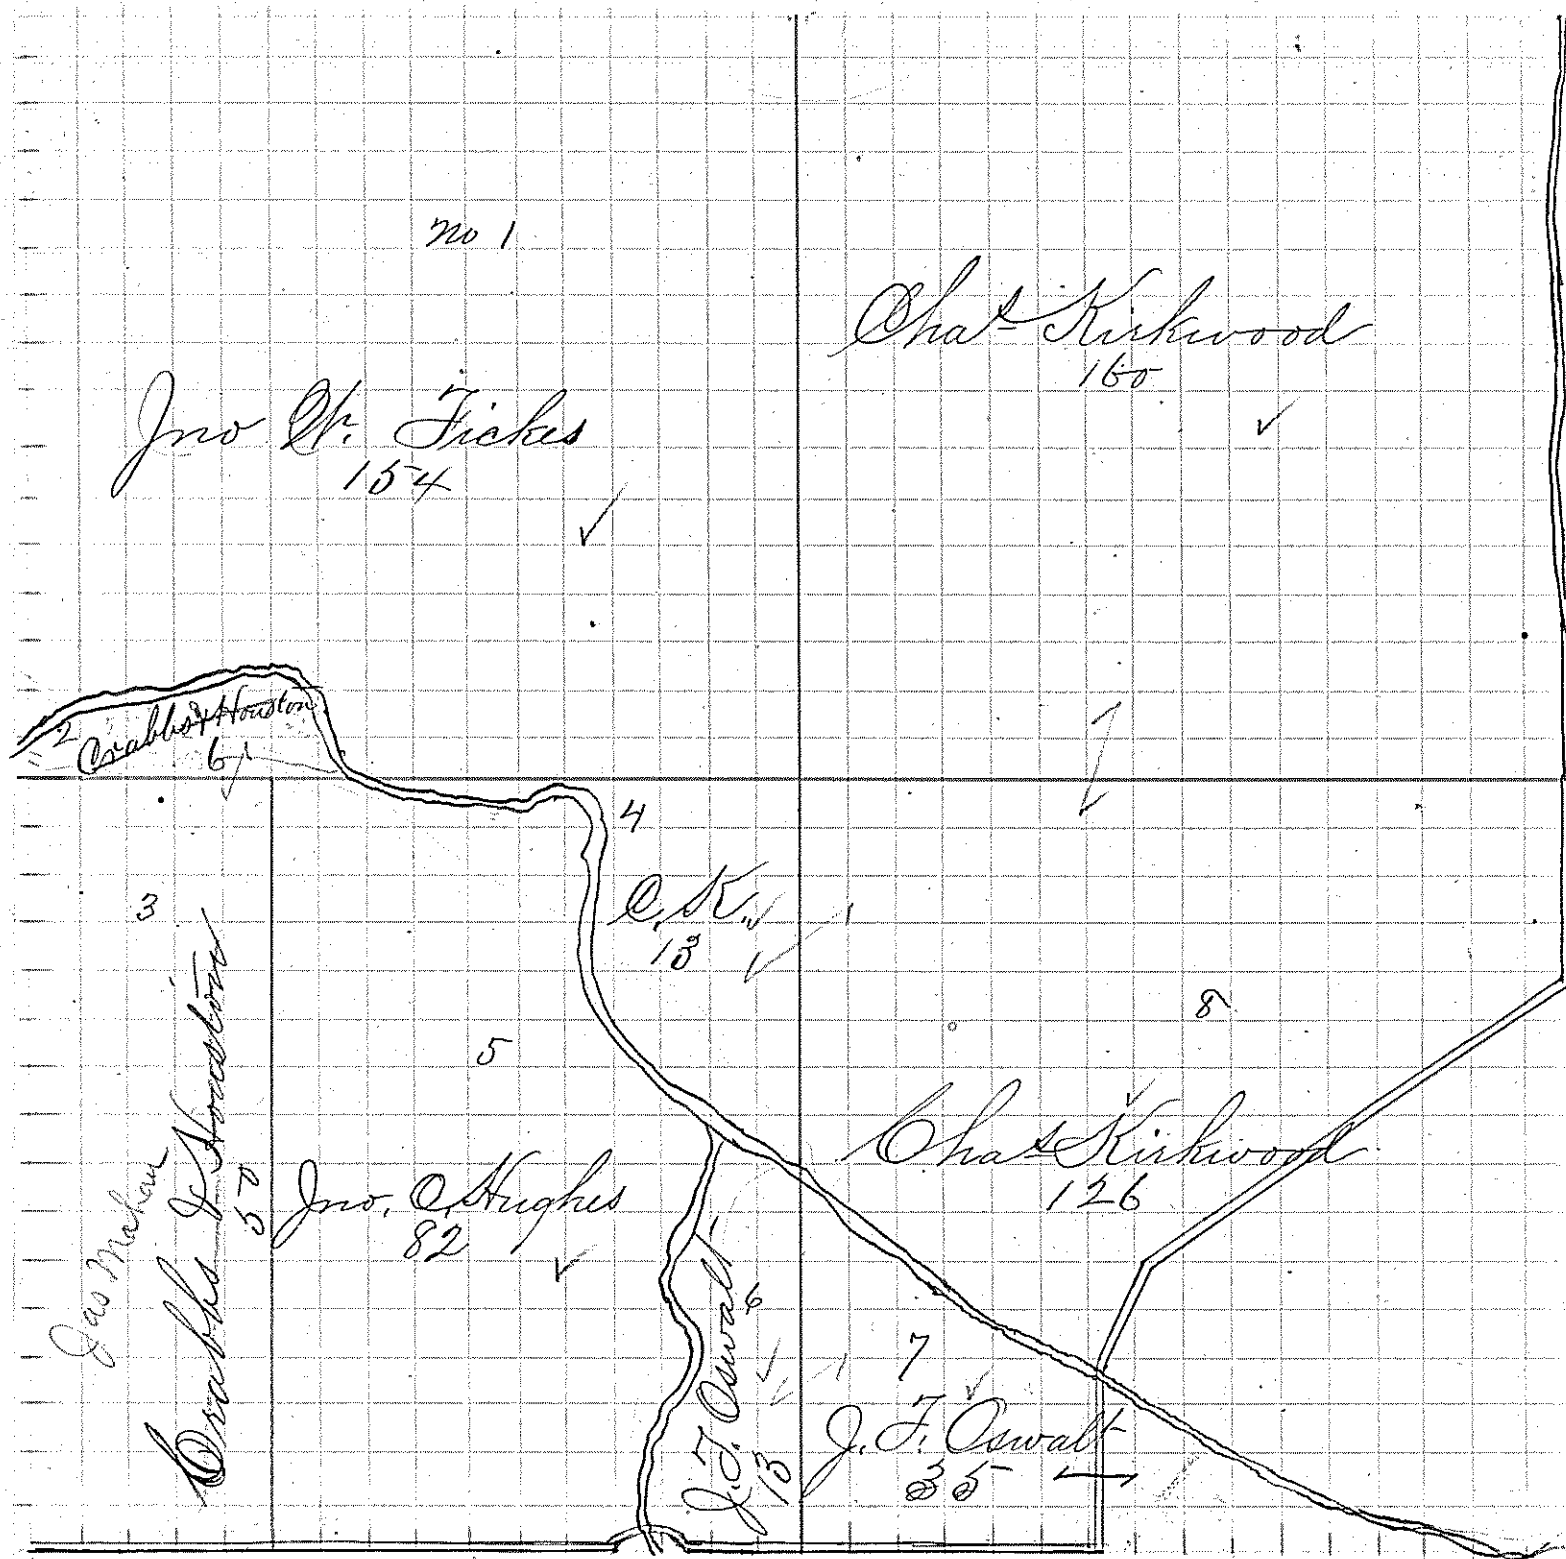 No 1
Chas Kirkwood
160
Jno W. Fickes
154
2
Crabbs & Houston
6
4
C. K.
13
3
8
5
Chas Kirkwood
126
Jas Mahan
Crabbs & Houston
50
Jno. C. Hughes
82
6
J. F. Oswalt
13
7
J. F. Oswalt
35